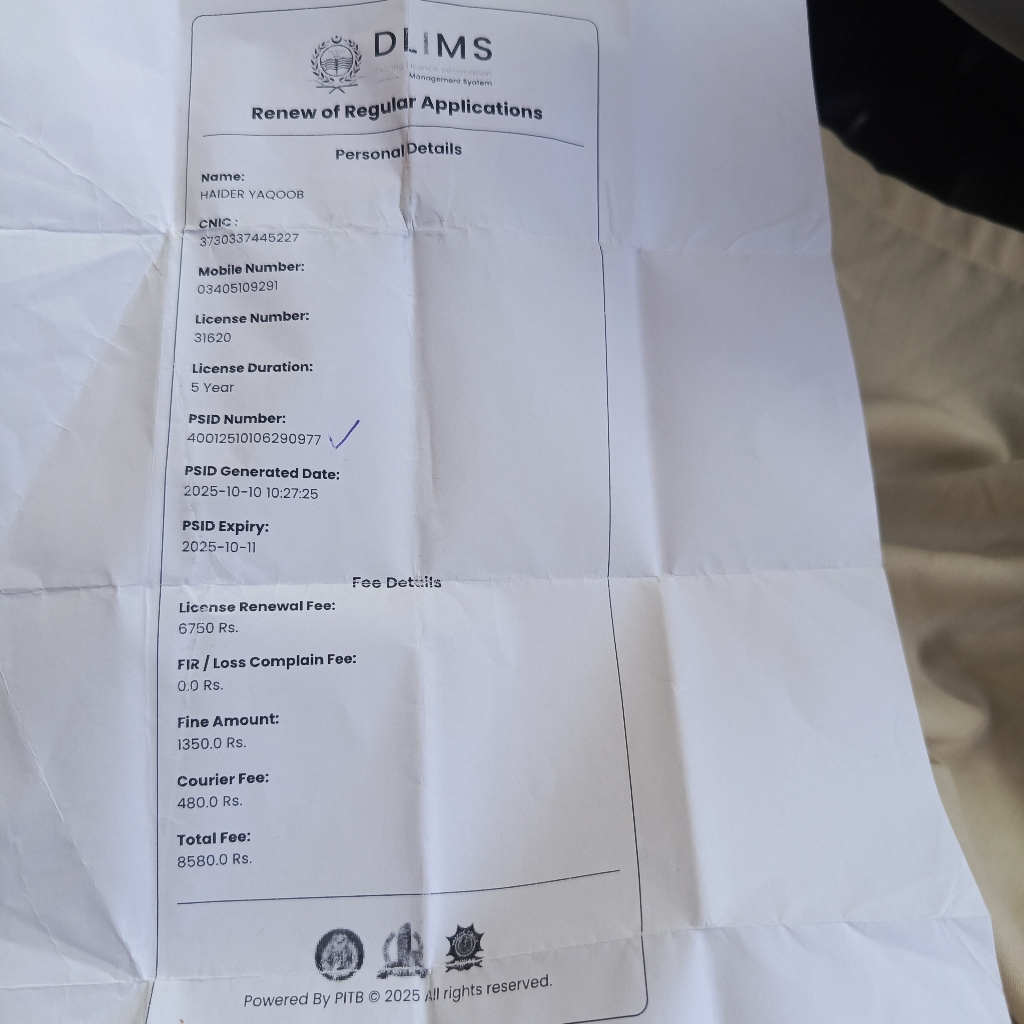 DLIMS
Driving Licence Information
Management System
Renew of Regular Applications
Personal Details
Name:
HAIDER YAQOOB
CNIC :
3730337445227
Mobile Number:
03405109291
License Number:
31620
License Duration:
5 Year
PSID Number:
40012510106290977
PSID Generated Date:
2025-10-10 10:27:25
PSID Expiry:
2025-10-11
Fee Details
License Renewal Fee:
6750 Rs.
FIR / Loss Complain Fee:
0.0 Rs.
Fine Amount:
1350.0 Rs.
Courier Fee:
480.0 Rs.
Total Fee:
8580.0 Rs.
Powered By PITB © 2025 All rights reserved.